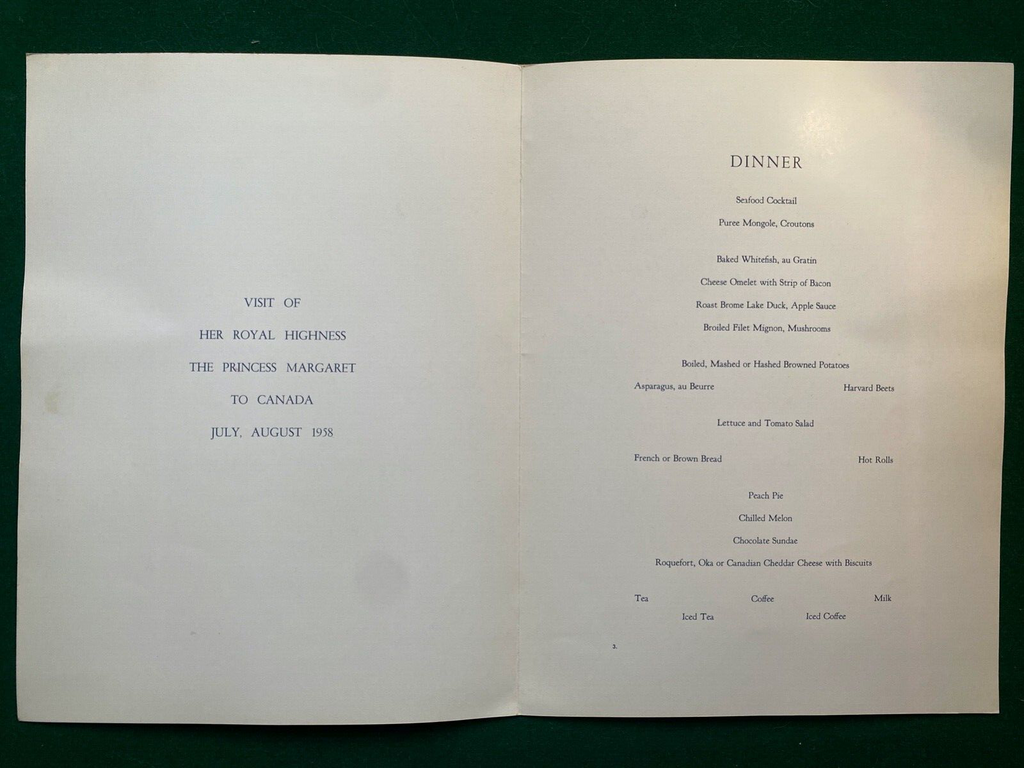 VISIT OF
HER ROYAL HIGHNESS
THE PRINCESS MARGARET
TO CANADA
JULY, AUGUST 1958
DINNER
Seafood Cocktail
Puree Mongole, Croutons
Baked Whitefish, au Gratin
Cheese Omelet with Strip of Bacon
Roast Brome Lake Duck, Apple Sauce
Broiled Filet Mignon, Mushrooms
Boiled, Mashed or Hashed Browned Potatoes
Asparagus, au Beurre Harvard Beets
Lettuce and Tomato Salad
French or Brown Bread Hot Rolls
Peach Pie
Chilled Melon
Chocolate Sundae
Roquefort, Oka or Canadian Cheddar Cheese with Biscuits
Tea Coffee Milk
Iced Tea Iced Coffee
3.